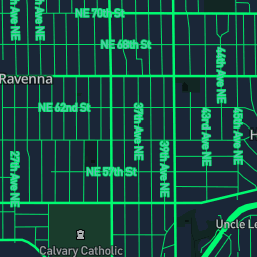 NE 70th St
NE 68th St
Ravenna
44th Ave NE
NE 62nd St
37th Ave NE
39th Ave NE
43rd Ave NE
45th Ave NE
27th Ave NE
NE 57th St
H
Uncle Le
Calvary Catholic